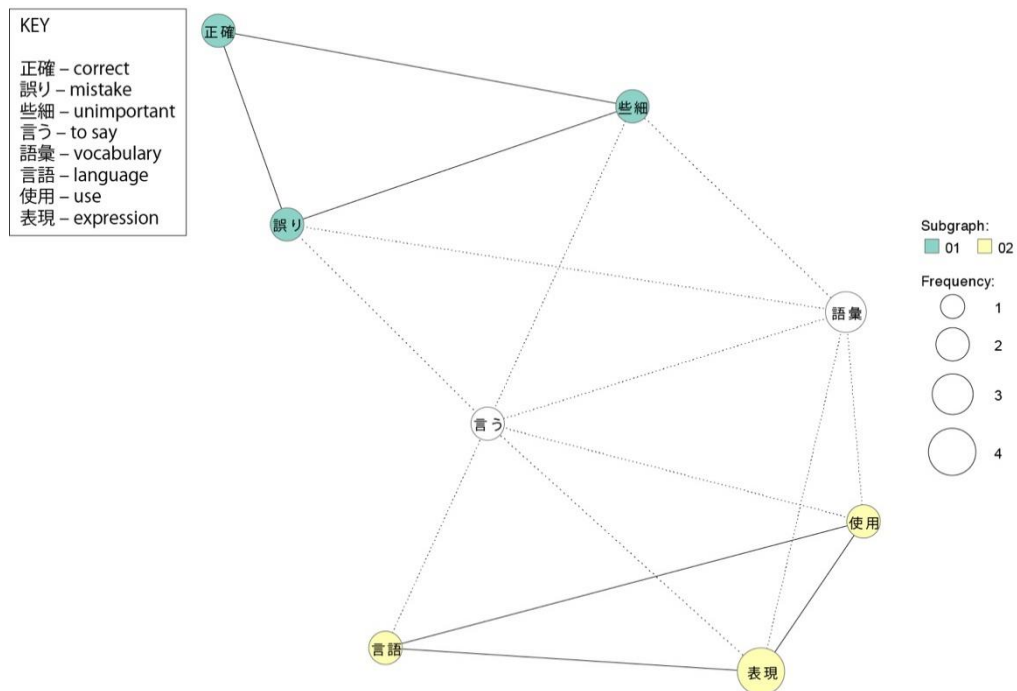 KEY
正確 – correct
誤り – mistake
些細 – unimportant
言う – to say
語彙 – vocabulary
言語 – language
使用 – use
表現 – expression
正確
些細
誤り
語彙
言う
使用
言語
表現
Subgraph:
01 02
Frequency:
1
2
3
4